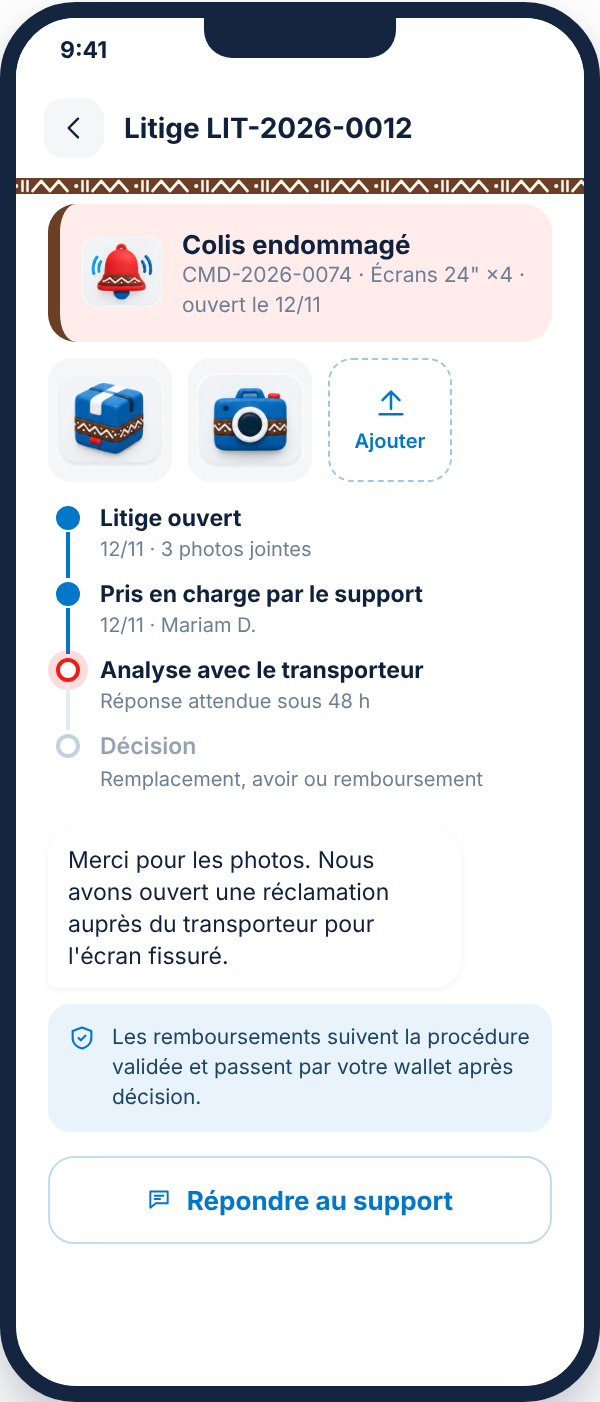 9:41
Litige LIT-2026-0012
Colis endommagé
CMD-2026-0074 · Écrans 24" ×4 ·
ouvert le 12/11
Ajouter
Litige ouvert
12/11 · 3 photos jointes
Pris en charge par le support
12/11 · Mariam D.
Analyse avec le transporteur
Réponse attendue sous 48 h
Décision
Remplacement, avoir ou remboursement
Merci pour les photos. Nous
avons ouvert une réclamation
auprès du transporteur pour
l'écran fissuré.
Les remboursements suivent la procédure
validée et passent par votre wallet après
décision.
Répondre au support